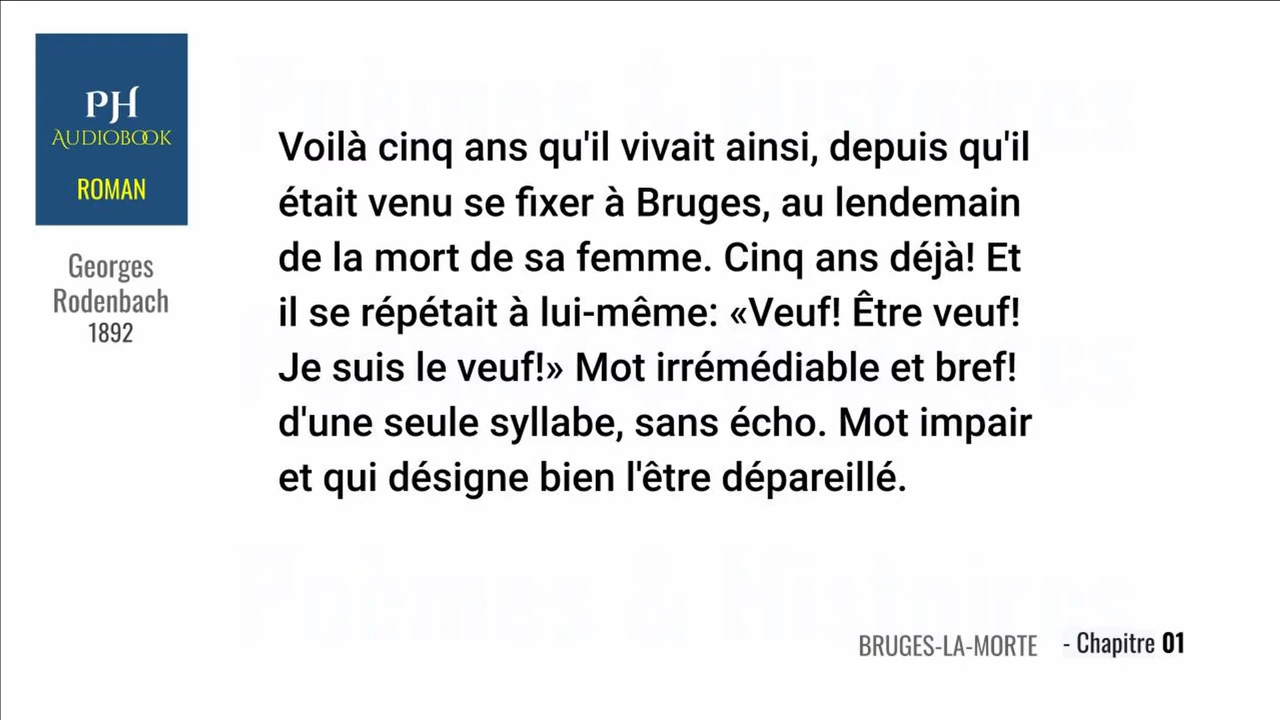 PH
AUDIOBOOK
ROMAN
Georges
Rodenbach
1892
Voilà cinq ans qu'il vivait ainsi, depuis qu'il
était venu se fixer à Bruges, au lendemain
de la mort de sa femme. Cinq ans déjà! Et
il se répétait à lui-même: «Veuf! Être veuf!
Je suis le veuf!» Mot irrémédiable et bref!
d'une seule syllabe, sans écho. Mot impair
et qui désigne bien l'être dépareillé.
Poèmes & Histoires
BRUGES-LA-MORTE - Chapitre 01